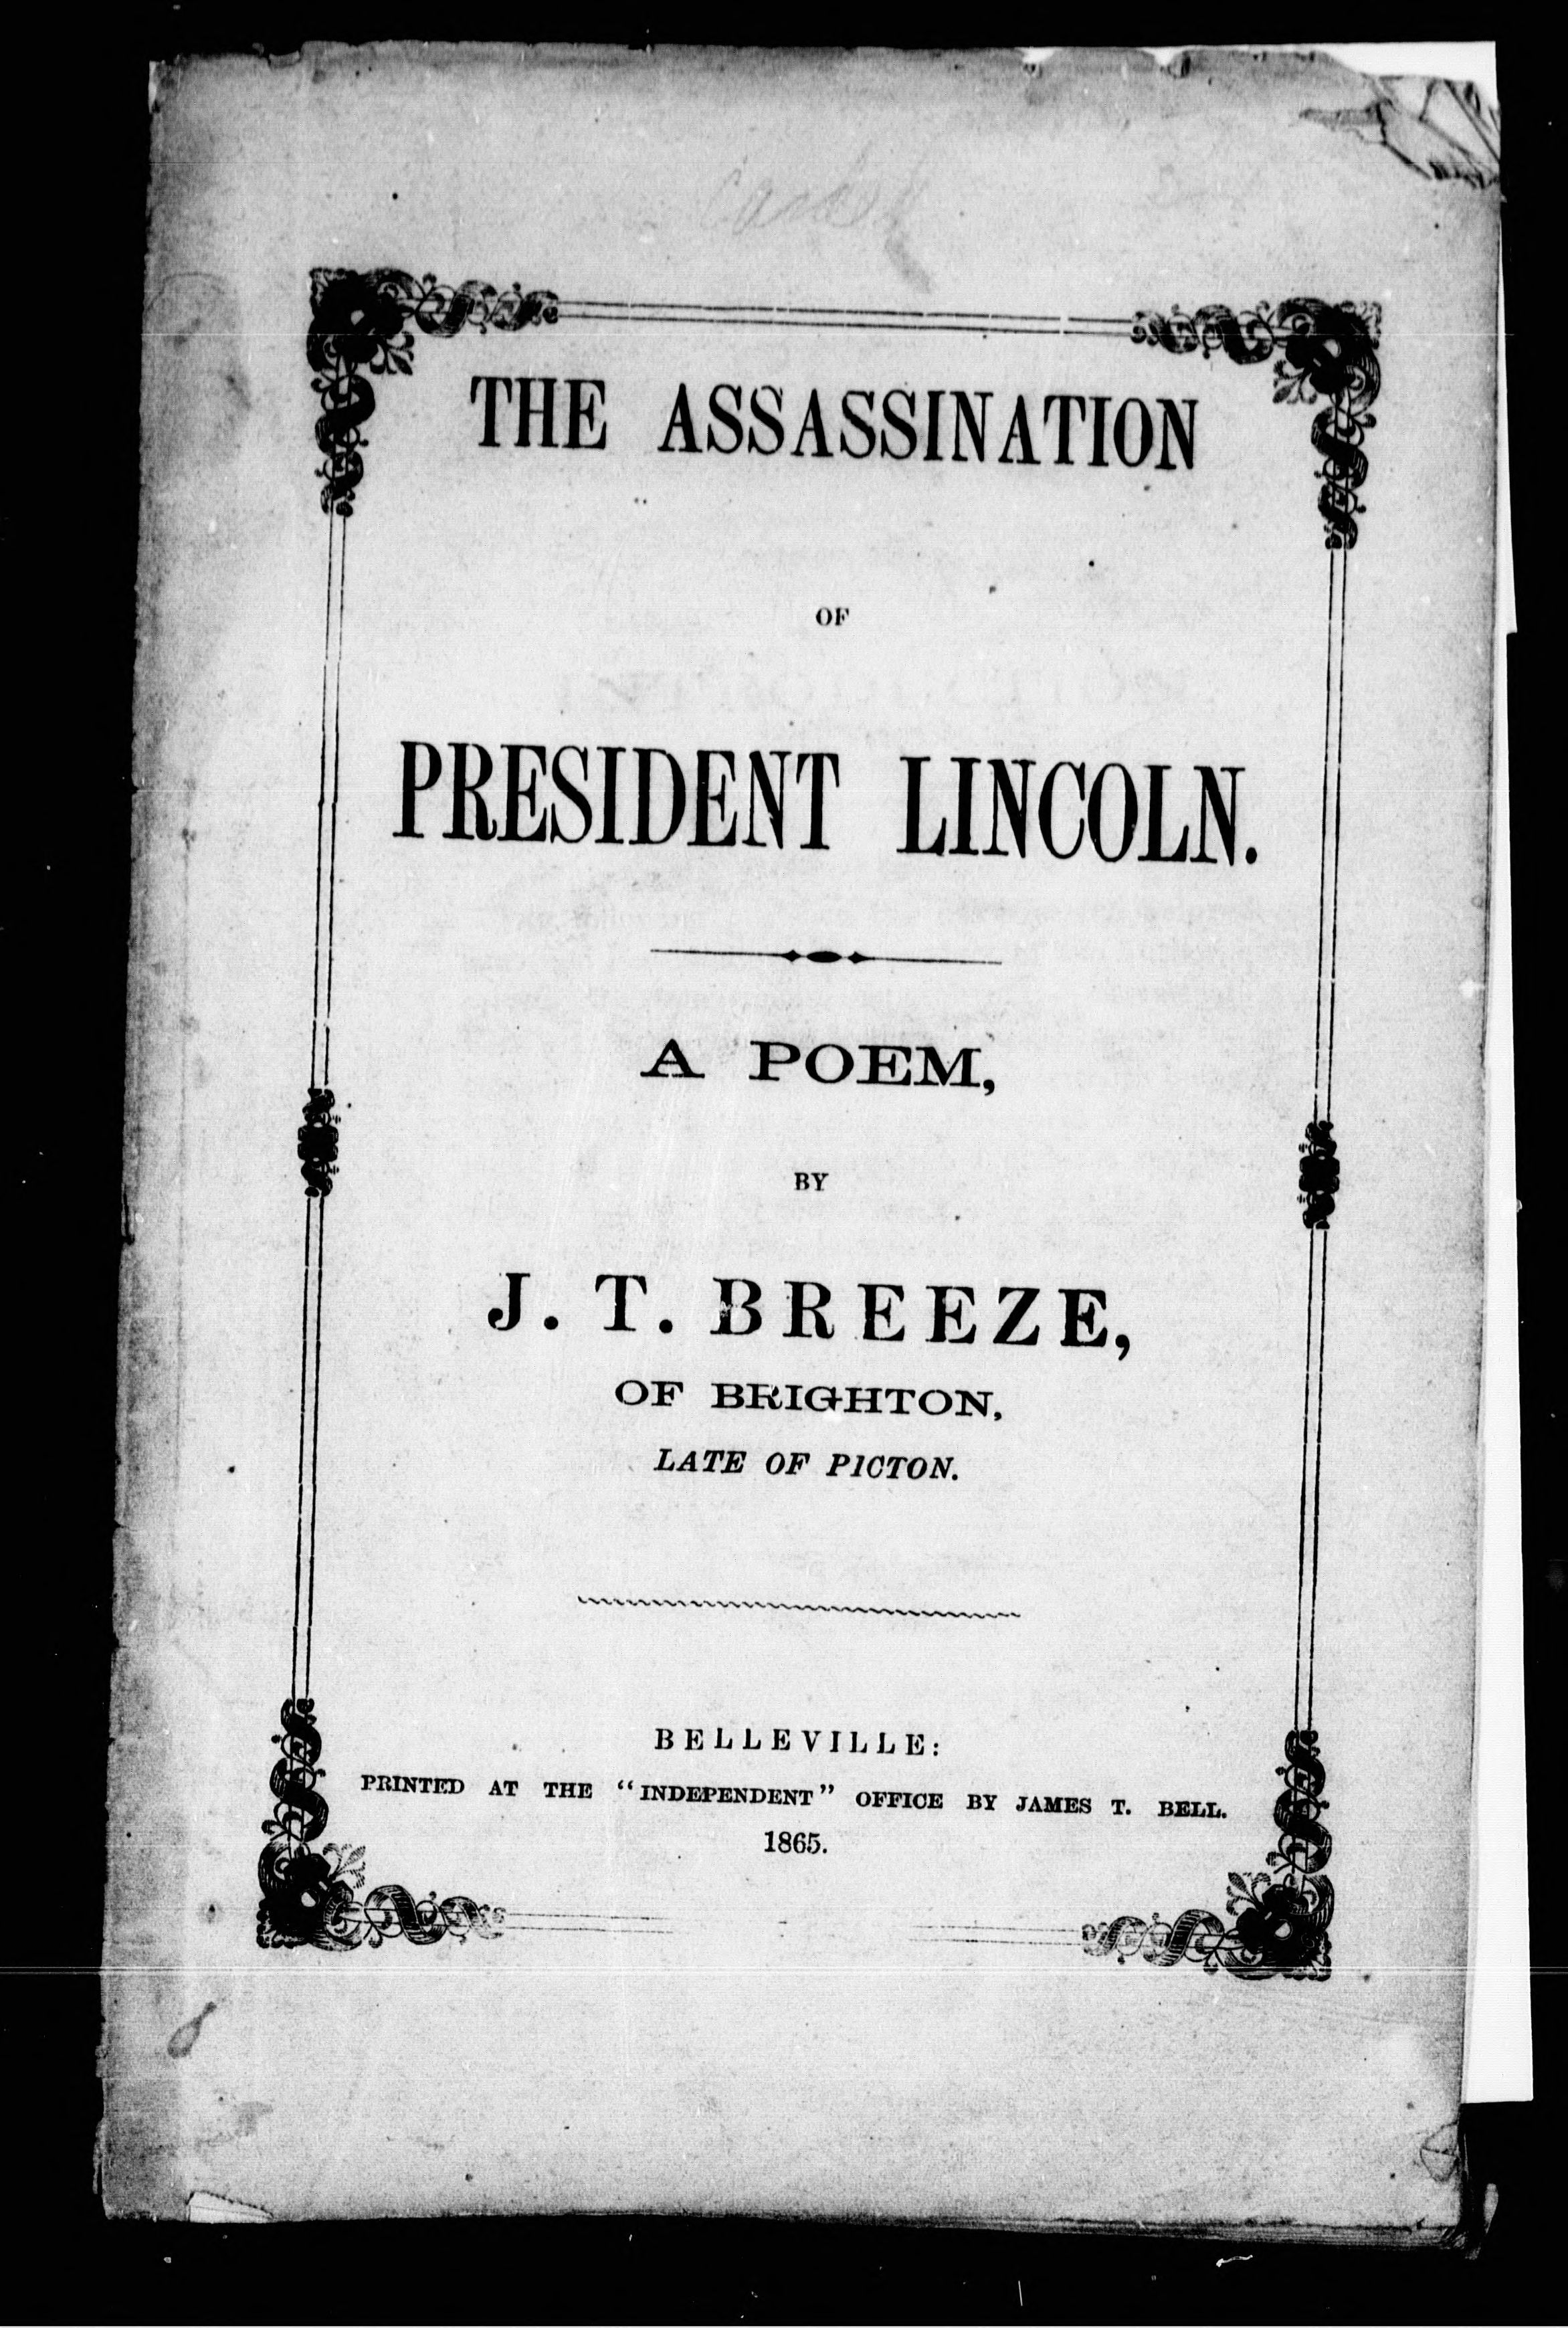 THE ASSASSINATION
OF
PRESIDENT LINCOLN.
A POEM,
BY
J. T. BREEZE,
OF BRIGHTON,
LATE OF PICTON.
BELLEVILLE:
PRINTED AT THE “INDEPENDENT” OFFICE BY JAMES T. BELL.
1865.